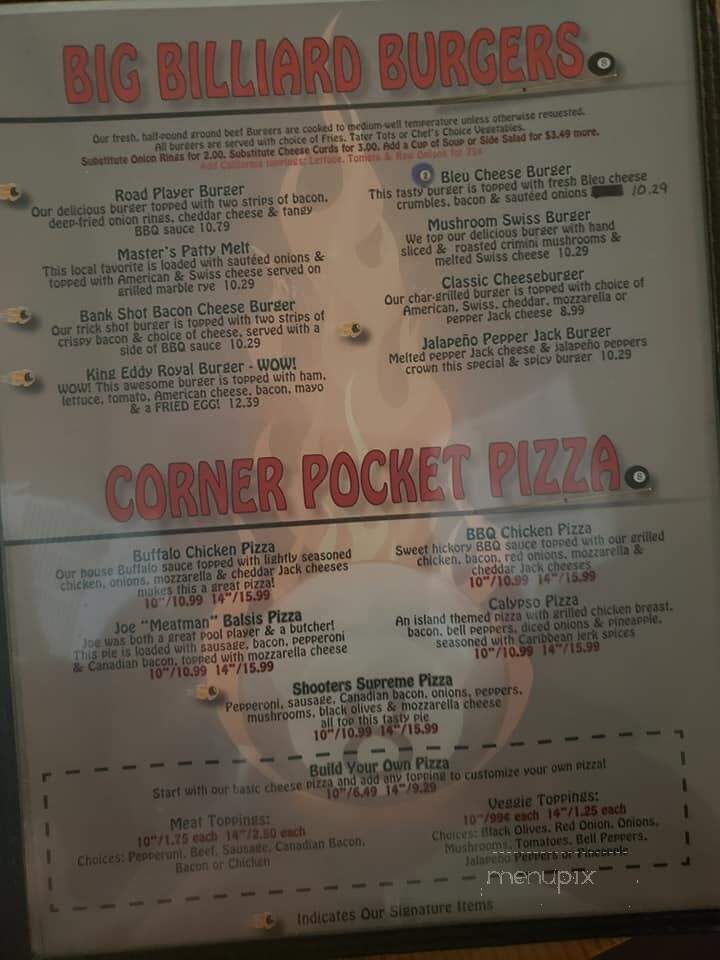 BIG BILLIARD BURGERS
8
Our fresh, half-pound ground beef Burgers are cooked to medium-well temperature unless otherwise requested.
All burgers are served with choice of Fries, Tater Tots or Chef's Choice Vegetables.
Substitute Onion Rings for 2.00, Substitute Cheese Curds for 3.00, Add a Cup of Soup or Side Salad for $3.49 more.
Add California toppings: Lettuce, Tomato & Raw Onions for 75¢
Road Player Burger
Our delicious burger topped with two strips of bacon,
deep-fried onion rings, cheddar cheese & tangy
BBQ sauce 10.79
Master's Patty Melt
This local favorite is loaded with sautéed onions &
topped with American & Swiss cheese served on
grilled marble rye 10.29
Bank Shot Bacon Cheese Burger
Our trick shot burger is topped with two strips of
crispy bacon & choice of cheese, served with a
side of BBQ sauce 10.29
King Eddy Royal Burger - WOW!
WOW! This awesome burger is topped with ham,
lettuce, tomato, American cheese, bacon, mayo
& a FRIED EGG! 12.39
2
Bleu Cheese Burger
This tasty burger is topped with fresh Bleu cheese
crumbles, bacon & sautéed onions 10.29
Mushroom Swiss Burger
We top our delicious burger with hand
sliced & roasted crimini mushrooms &
melted Swiss cheese 10.29
Classic Cheeseburger
Our char-grilled burger is topped with choice of
American, Swiss, cheddar, mozzarella or
pepper Jack cheese 8.99
Jalapeño Pepper Jack Burger
Melted pepper Jack cheese & jalapeño peppers
crown this special & spicy burger 10.29
CORNER POCKET PIZZA
8
Buffalo Chicken Pizza
Our house Buffalo sauce topped with lightly seasoned
chicken, onions, mozzarella & cheddar Jack cheeses
makes this a great pizza!
10"/10.99 14"/15.99
Joe "Meatman" Balsis Pizza
Joe was both a great pool player & a butcher!
This pie is loaded with sausage, bacon, pepperoni
& Canadian bacon, topped with mozzarella cheese
10"/10.99 14"/15.99
BBQ Chicken Pizza
Sweet hickory BBQ sauce topped with our grilled
chicken, bacon, red onions, mozzarella &
cheddar Jack cheeses
10"/10.99 14"/15.99
Calypso Pizza
An island themed pizza with grilled chicken breast,
bacon, bell peppers, diced onions & pineapple,
seasoned with Caribbean jerk spices
10"/10.99 14"/15.99
Shooters Supreme Pizza
Pepperoni, sausage, Canadian bacon, onions, peppers,
mushrooms, black olives & mozzarella cheese
all top this tasty pie
10"/10.99 14"/15.99
Build Your Own Pizza
Start with our basic cheese pizza and add any topping to customize your own pizza!
10"/6.49 14"/9.29
Meat Toppings:
10"/1.75 each 14"/2.50 each
Choices: Pepperoni, Beef, Sausage, Canadian Bacon,
Bacon or Chicken
Veggie Toppings:
10"/99¢ each 14"/1.25 each
Choices: Black Olives, Red Onion, Onions,
Mushrooms, Tomatoes, Bell Peppers,
Jalapeño Peppers or
menupix
Indicates Our Signature Items